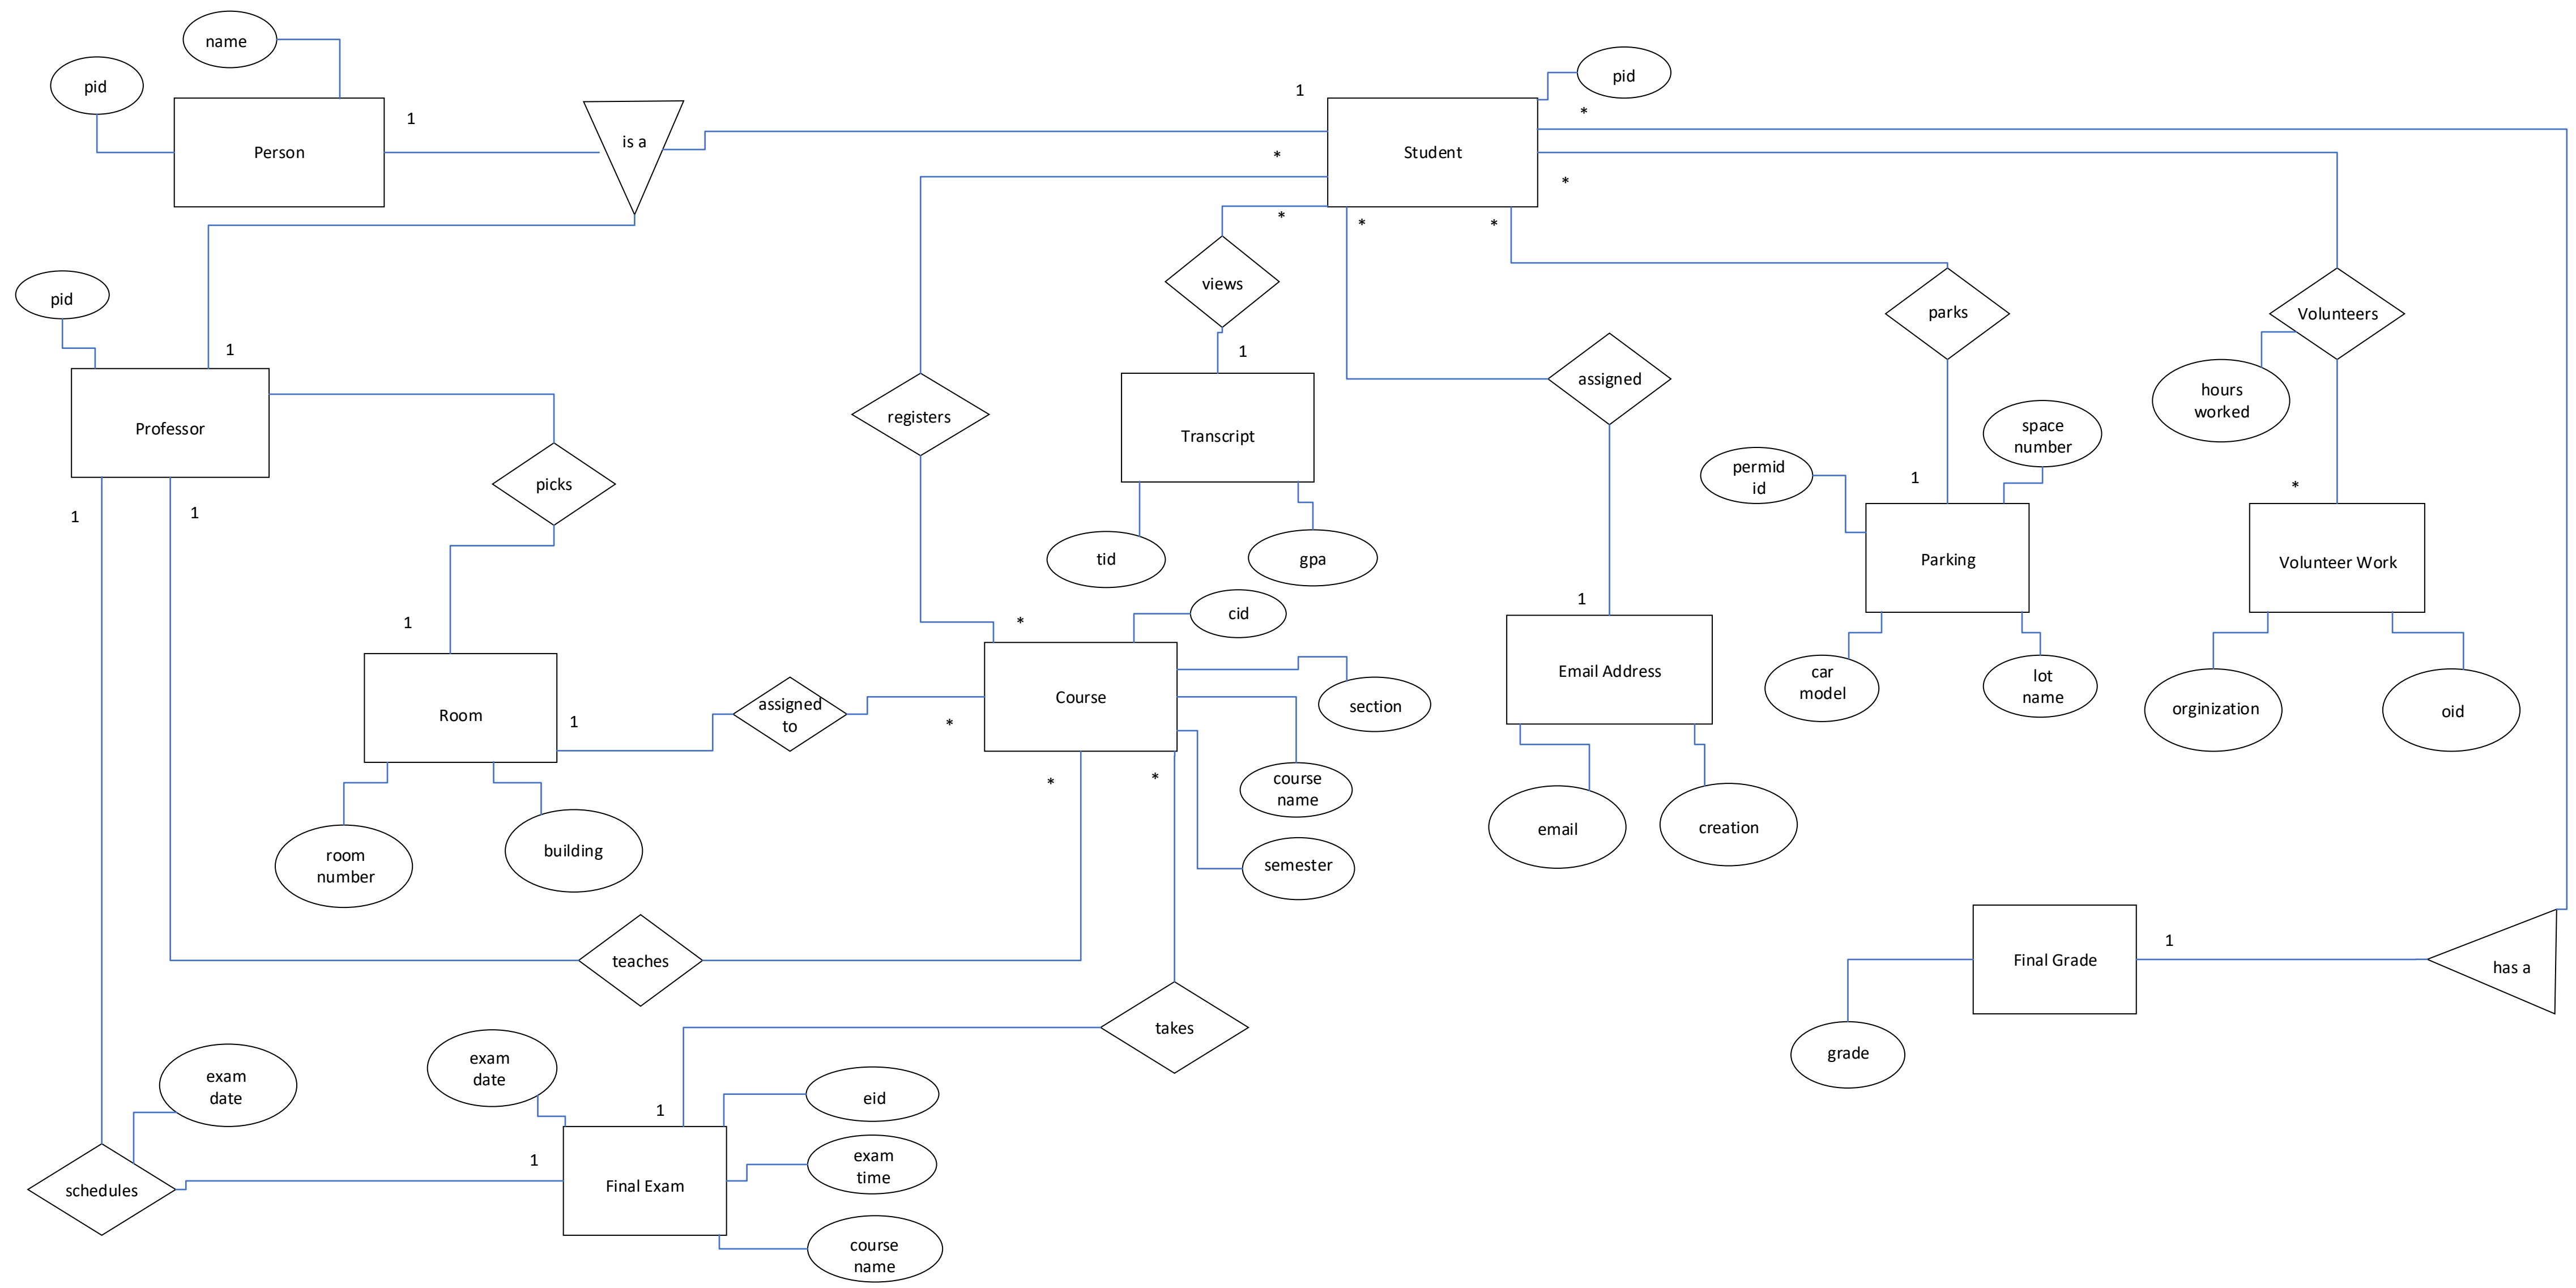 name
pid
pid
1
*
1
Person
is a
Student
*
*
*
*
*
pid
views
parks
Volunteers
1
1
assigned
hours
worked
registers
Professor
Transcript
space
number
permid
id
picks
1
*
1
1
tid
gpa
Parking
Volunteer Work
1
cid
1
*
Email Address
car
model
lot
name
assigned
to
Course
section
orginization
oid
Room
1
*
course
name
*
*
email
creation
room
number
building
semester
teaches
Final Grade
1
has a
takes
grade
exam
date
exam
date
eid
1
exam
time
1
schedules
Final Exam
course
name